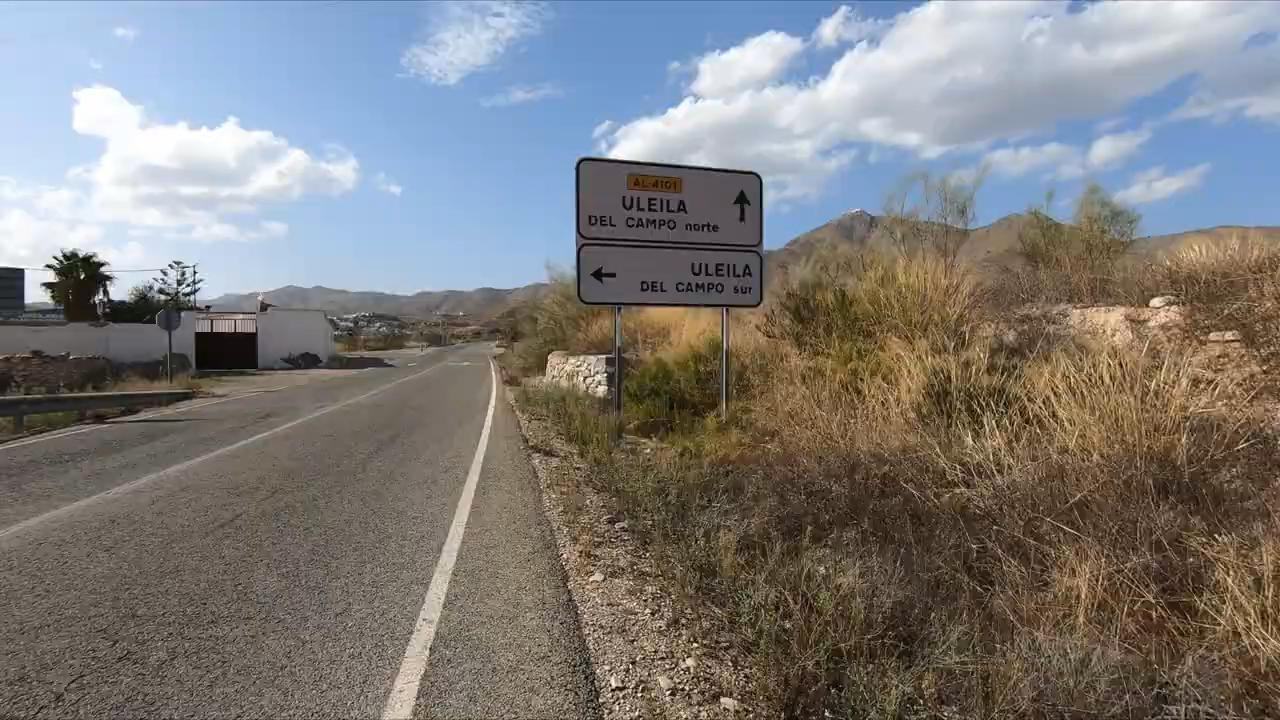 AL-4101
ULEILA
DEL CAMPO norte
ULEILA
DEL CAMPO sur